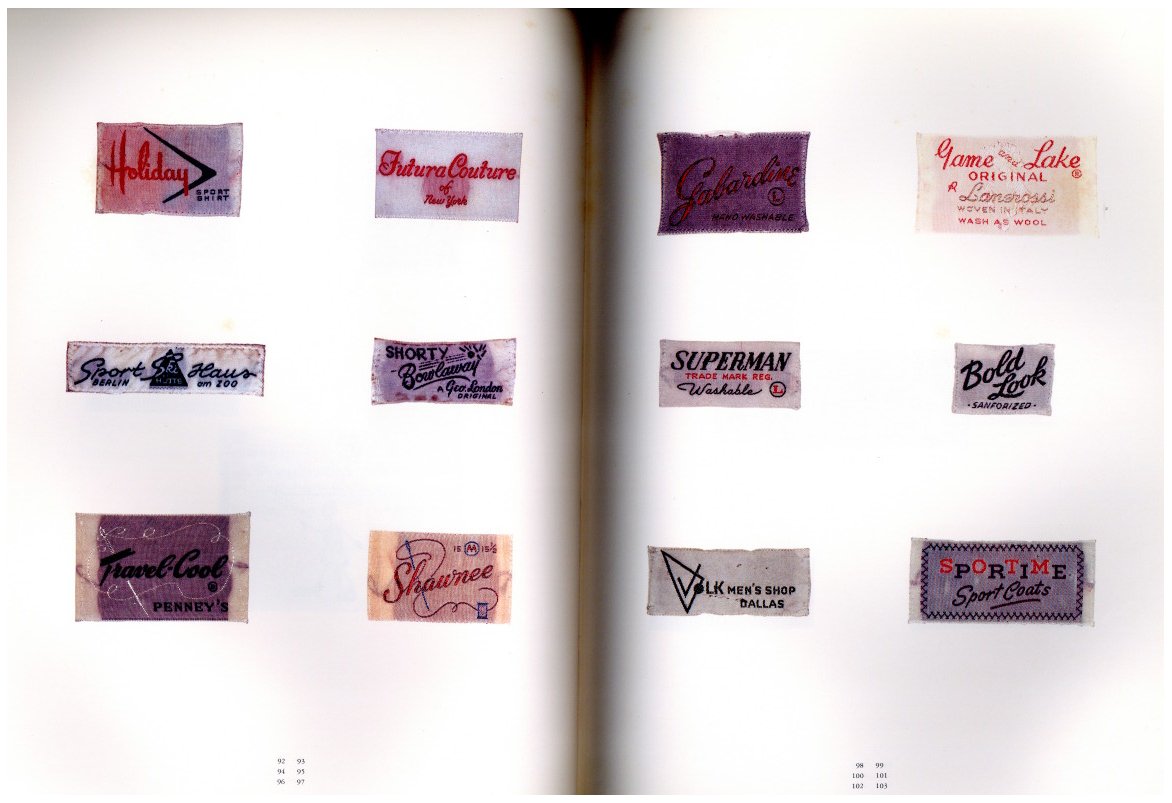 Holiday
SPORT
SHIRT
Futura Couture
of
New York
Sport Ski Haus
HÜTTE
BERLIN am ZOO
SHORTY
Bowlaway
A Geo. London
ORIGINAL
Travel-Cool
®
PENNEY'S
15 M 15½
Shawnee
92 93
94 95
96 97
Gabardine
L
HAND WASHABLE
Game and Lake
ORIGINAL ®
R Lanerossi
WOVEN IN ITALY
WASH AS WOOL
SUPERMAN
TRADE MARK REG.
Washable L
Bold
Look
·SANFORIZED·
VOLK MEN'S SHOP
DALLAS
SPORTIME
Sport Coats
98 99
100 101
102 103